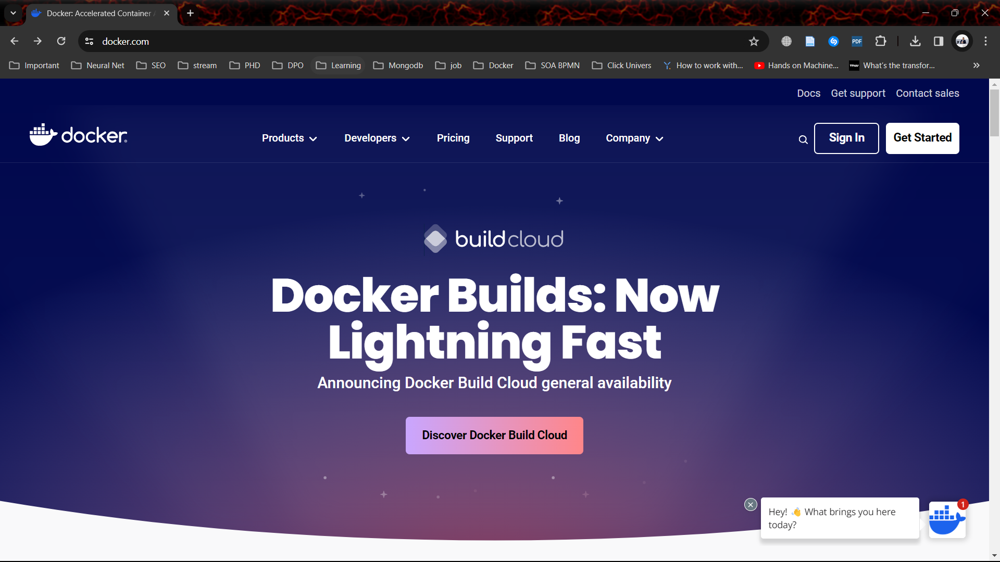 Docker: Accelerated Container
docker.com
PDF
Important Neural Net SEO stream PHD DPO Learning Mongodb job Docker SOA BPMN Click Univers How to work with... Hands on Machine... TNW What's the transfor...
Docs Get support Contact sales
docker®
Products Developers Pricing Support Blog Company Sign In Get Started
build cloud
Docker Builds: Now
Lightning Fast
Announcing Docker Build Cloud general availability
Discover Docker Build Cloud
1
Hey! 👋 What brings you here
today?